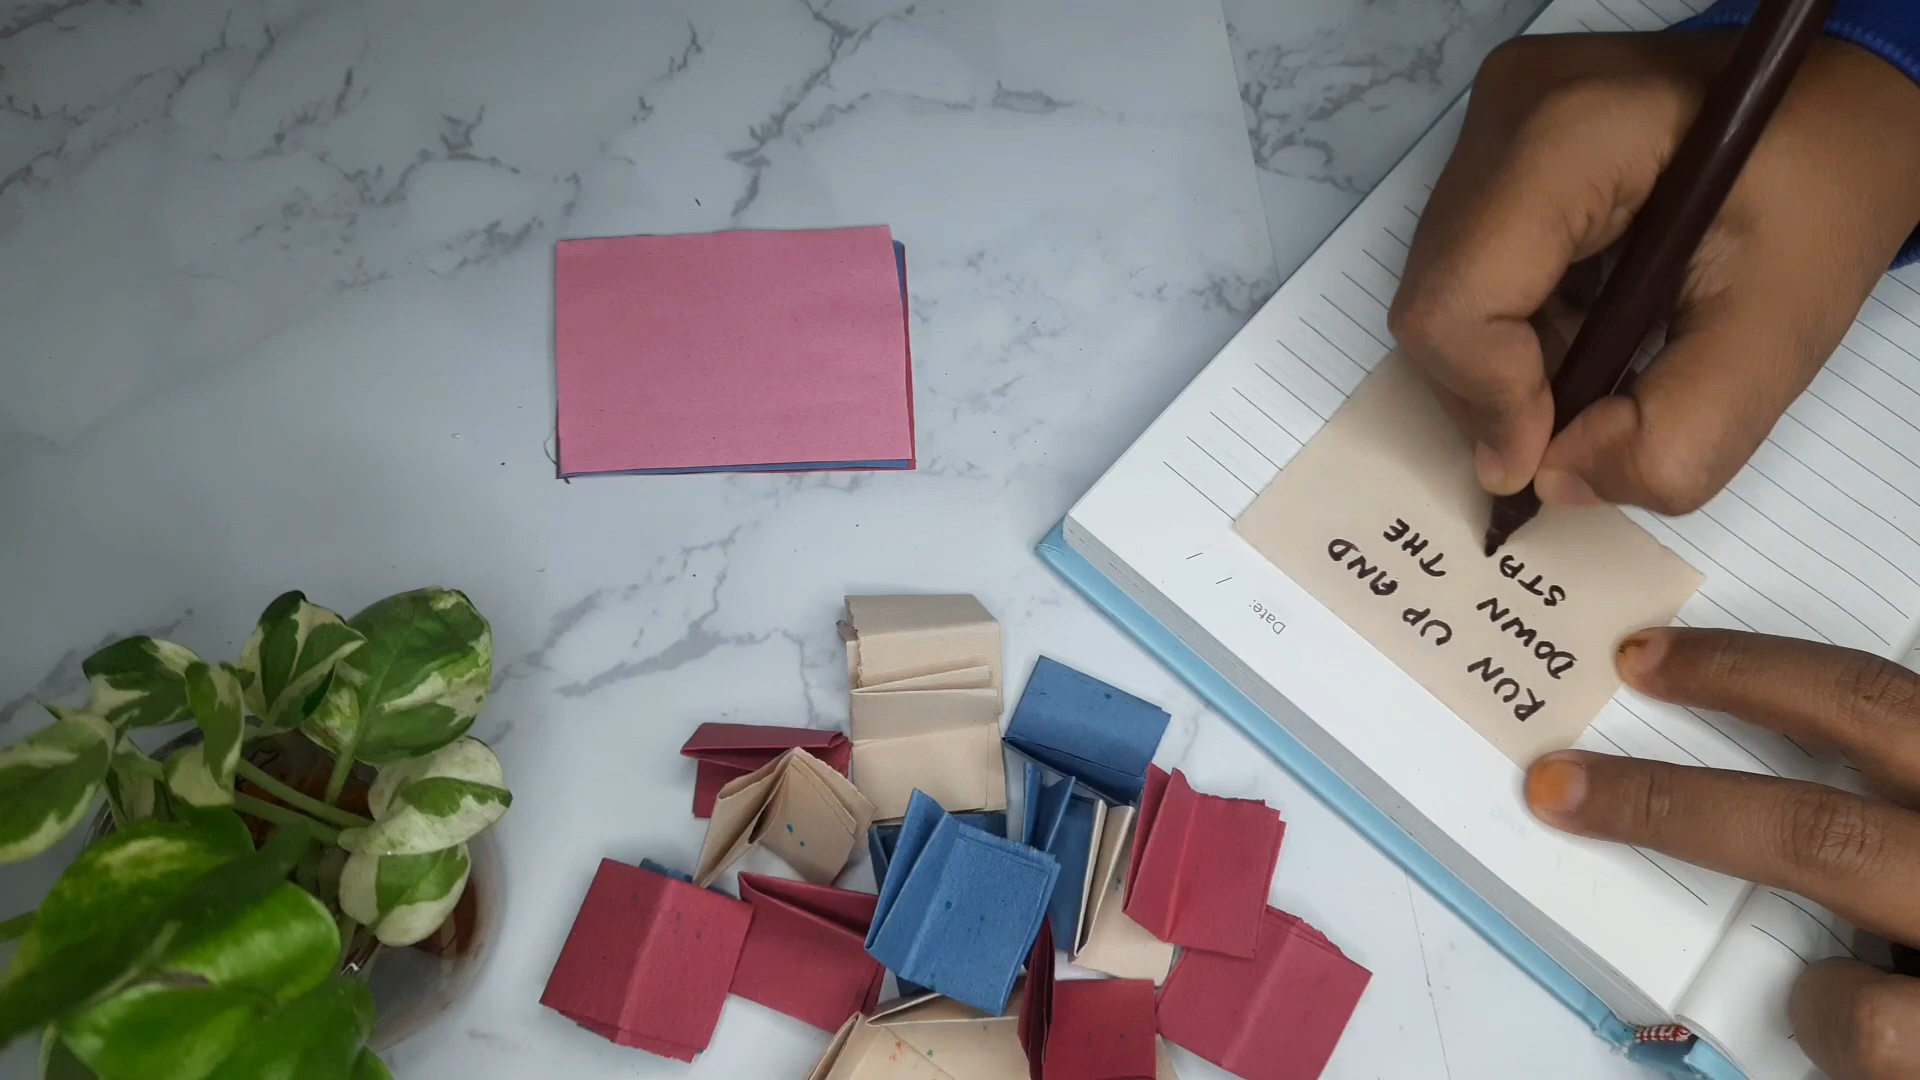 RUN UP AND
DOWN THE
STA
Date: / /